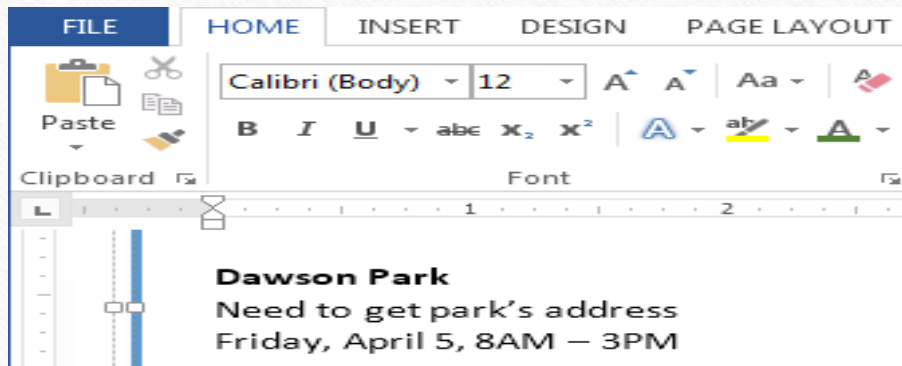 FILE HOME INSERT DESIGN PAGE LAYOUT
Calibri (Body) 12 A A Aa
Paste B I U abc X₂ X² A ab A
Clipboard Font
L 1 2
Dawson Park
Need to get park’s address
Friday, April 5, 8AM – 3PM